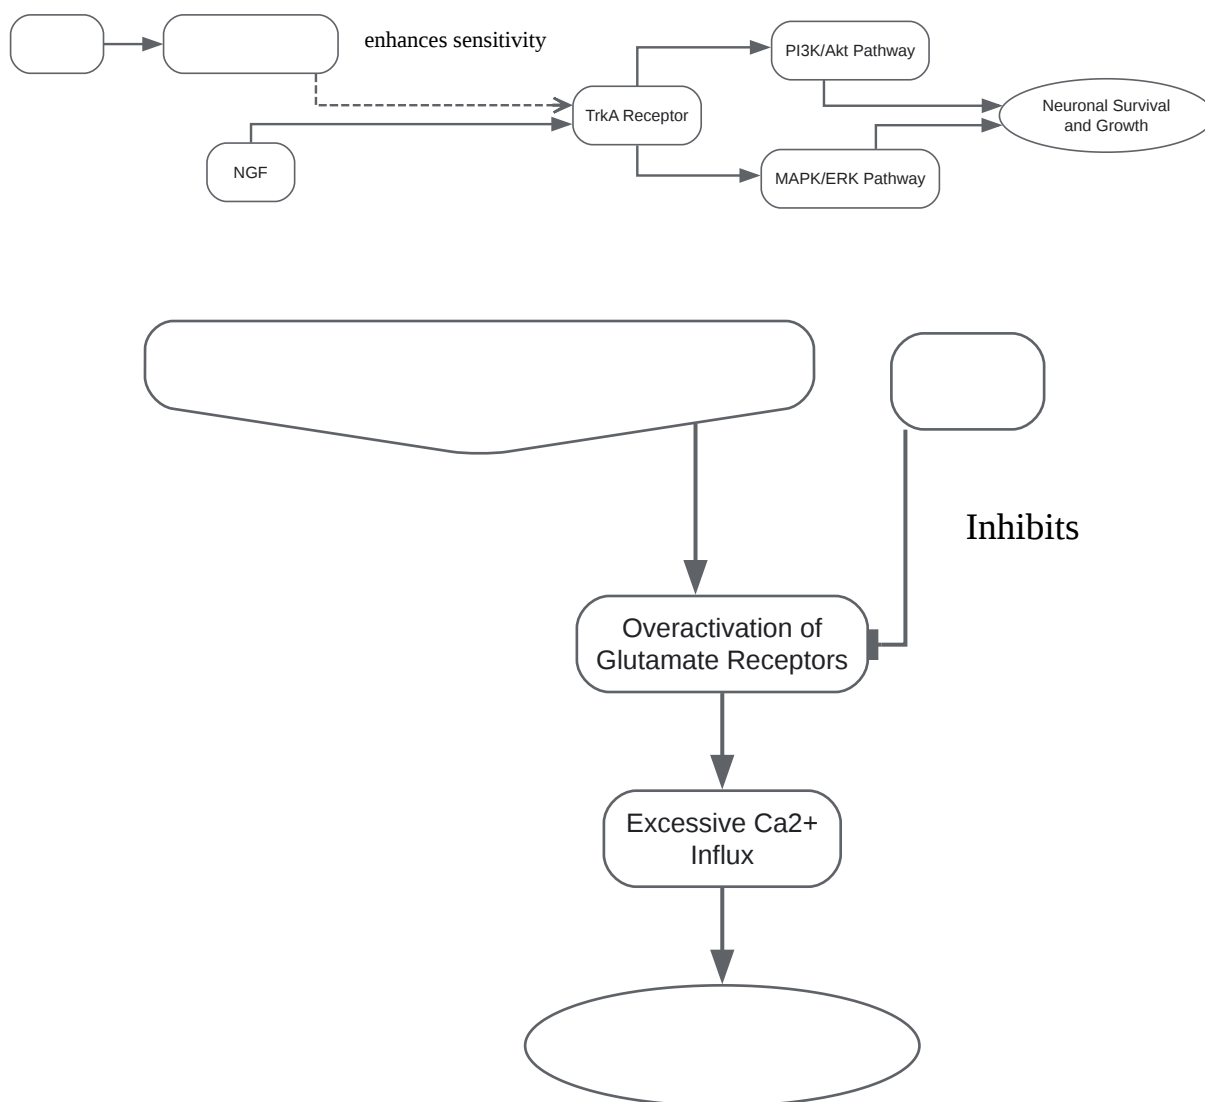 enhances sensitivity
PI3K/Akt Pathway
TrkA Receptor
Neuronal Survival
and Growth
NGF
MAPK/ERK Pathway
Inhibits
Overactivation of
Glutamate Receptors
Excessive Ca2+
Influx